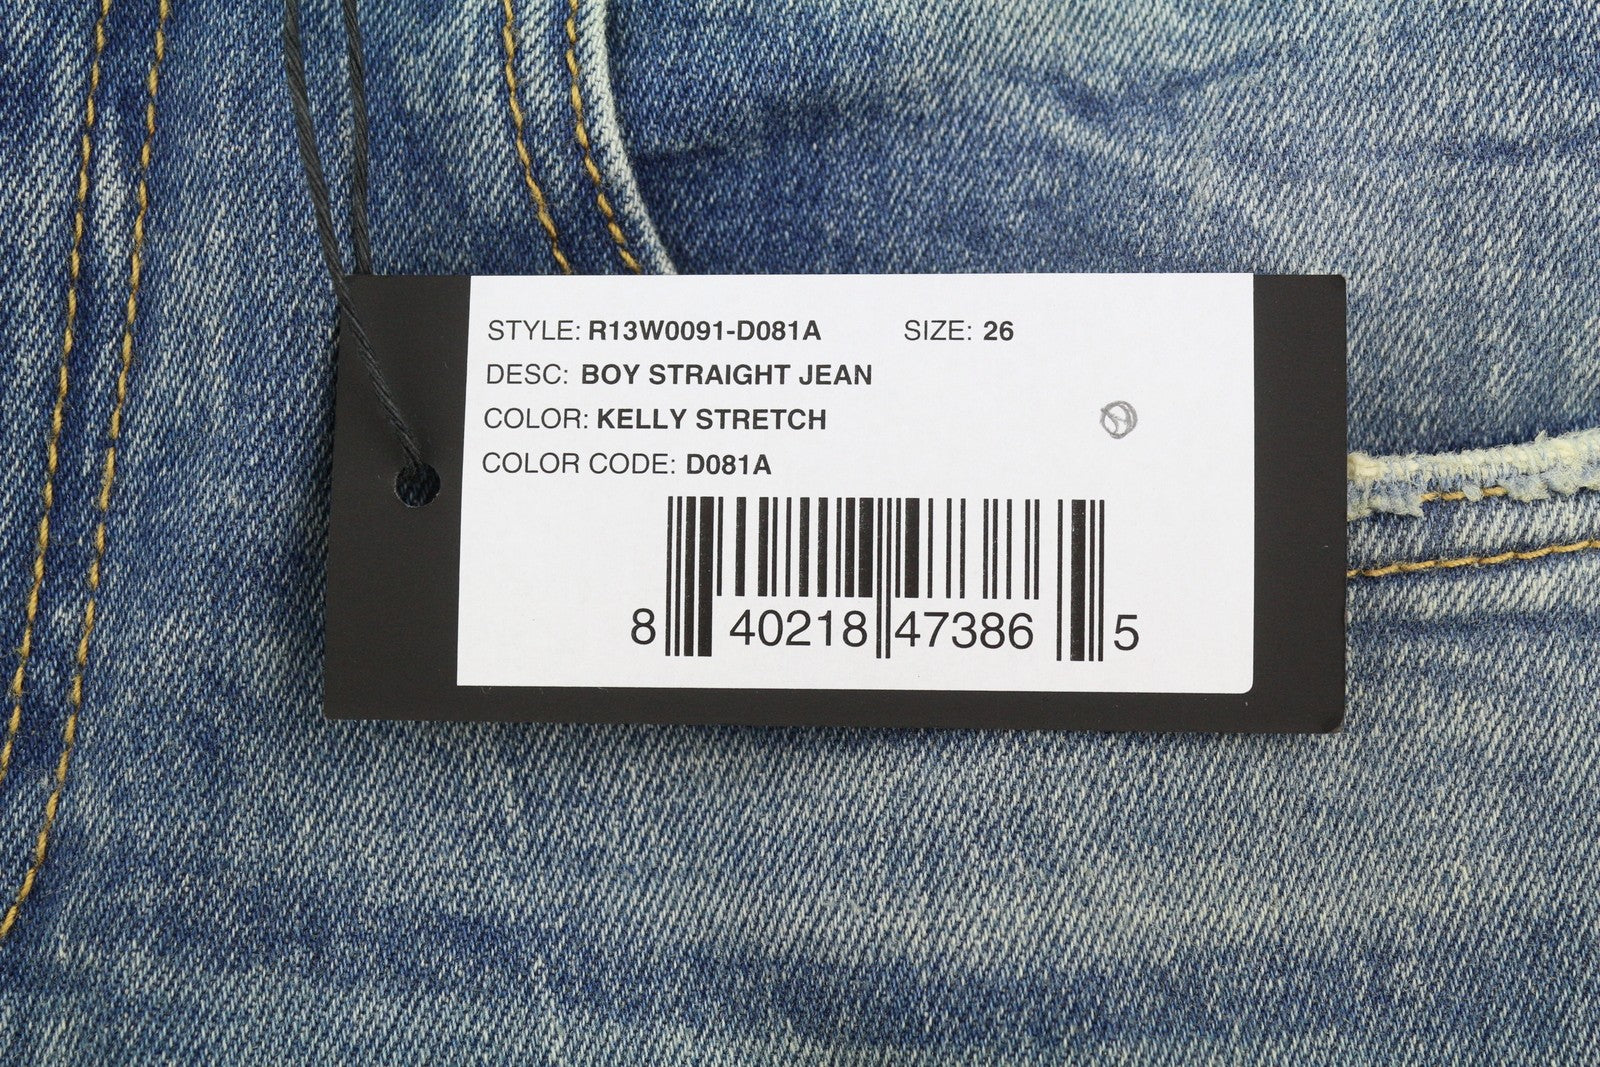 STYLE: R13W0091-D081A SIZE: 26
DESC: BOY STRAIGHT JEAN
COLOR: KELLY STRETCH
COLOR CODE: D081A
8 40218 47386 5